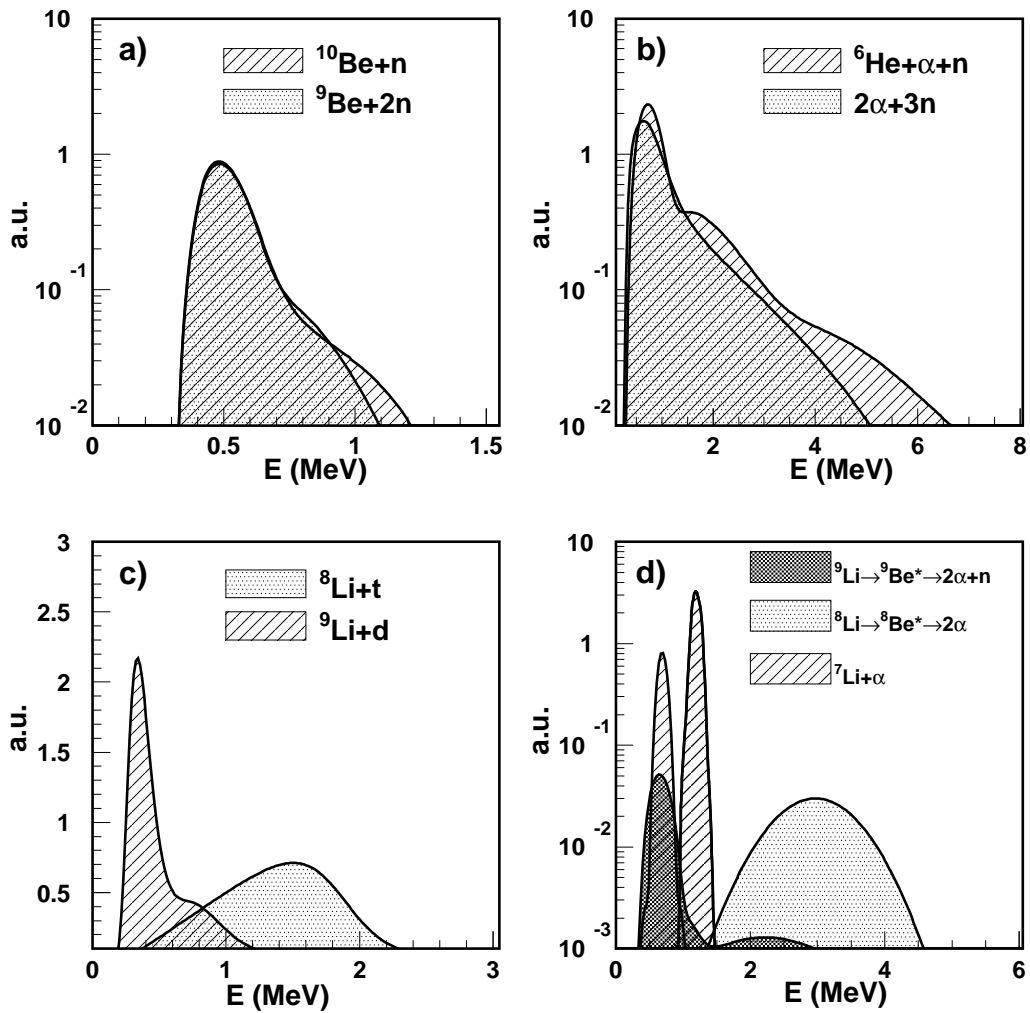 a)
¹⁰Be+n
⁹Be+2n
10
1
10⁻¹
10⁻²
a.u.
0 0.5 1 1.5
E (MeV)
b)
⁶He+α+n
2α+3n
10
1
10⁻¹
10⁻²
a.u.
2 4 6 8
E (MeV)
c)
⁸Li+t
⁹Li+d
3
2.5
2
1.5
1
0.5
a.u.
0 1 2 3
E (MeV)
d)
⁹Li→⁹Be*→2α+n
⁸Li→⁸Be*→2α
⁷Li+α
10
1
10⁻¹
10⁻²
10⁻³
a.u.
0 2 4 6
E (MeV)